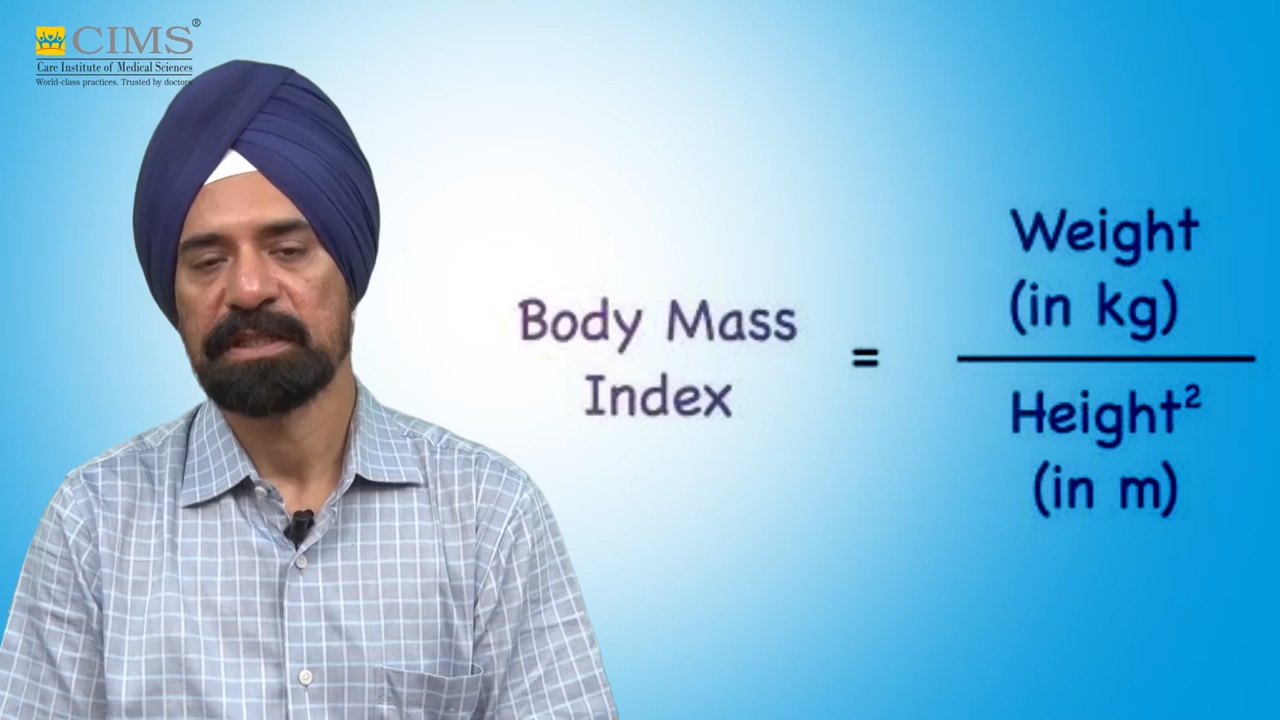 CIMS®
Care Institute of Medical Sciences
World-class practices. Trusted by doctors
Body Mass
Index
=
Weight
(in kg)
Height²
(in m)